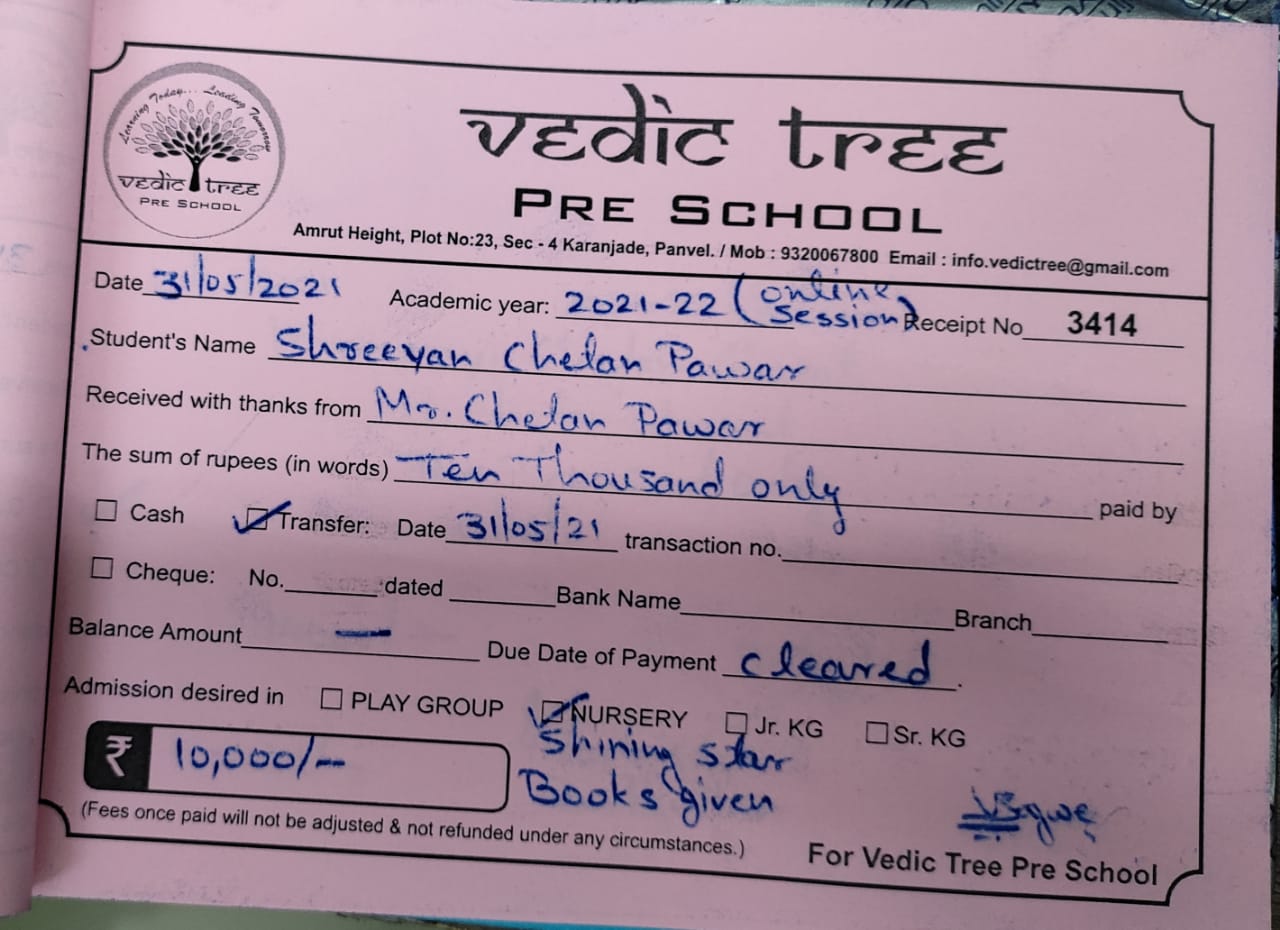 Learning Today... Leading Tomorrow
vedic tree
PRE SCHOOL
vedic tree
PRE SCHOOL
Amrut Height, Plot No:23, Sec - 4 Karanjade, Panvel. / Mob : 9320067800 Email : info.vedictree@gmail.com
Date 31/05/2021 Academic year: 2021-22 (online session) Receipt No 3414
Student's Name Shreeyan Chetan Pawar
Received with thanks from Mr. Chetan Pawar
The sum of rupees (in words) Ten Thousand only paid by
Cash Transfer: Date 31/05/21 transaction no.
Cheque: No. dated Bank Name Branch
Balance Amount — Due Date of Payment cleared.
Admission desired in PLAY GROUP NURSERY Jr. KG Sr. KG
₹ 10,000/- Shining star
Books given
(Fees once paid will not be adjusted & not refunded under any circumstances.)
For Vedic Tree Pre School